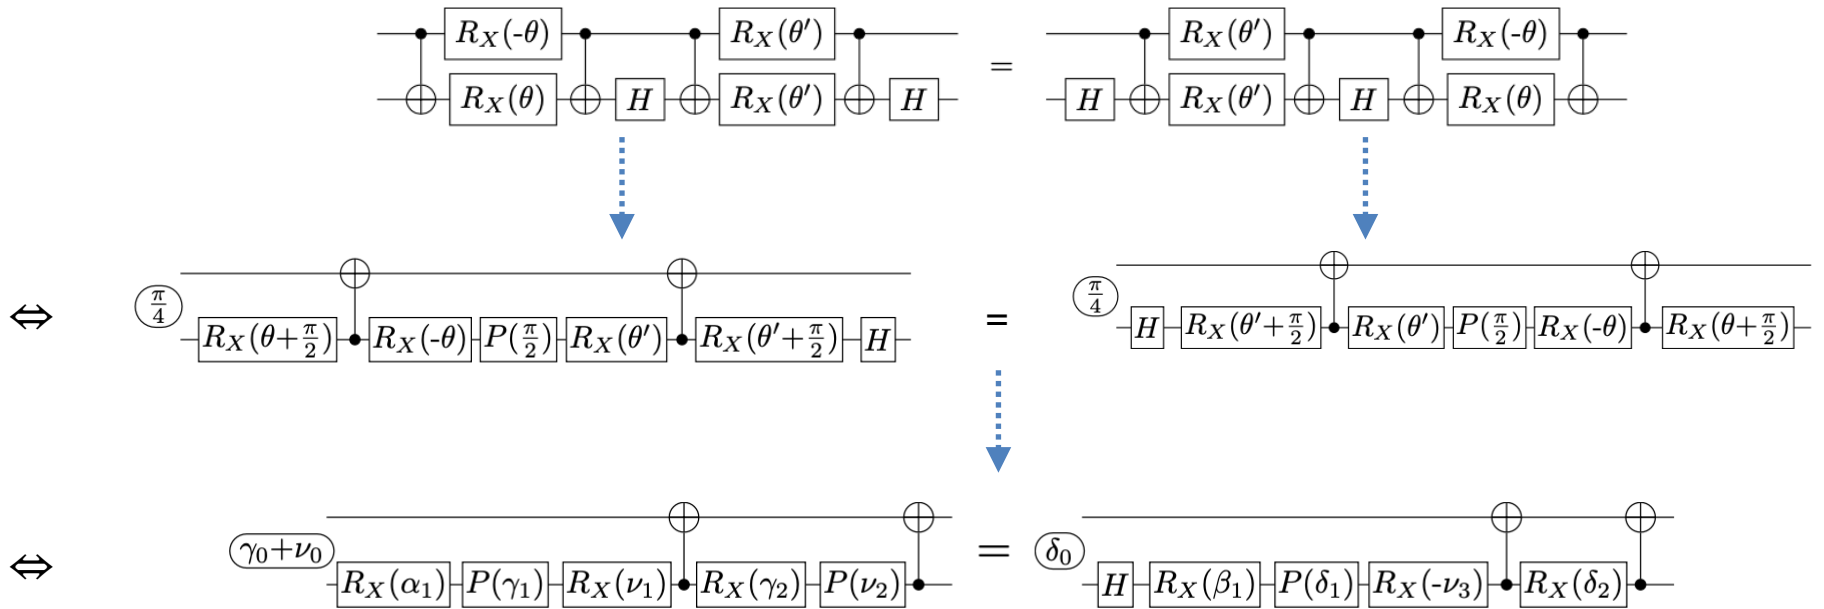 R_X(-θ) R_X(θ') = R_X(θ') R_X(-θ)
R_X(θ) H R_X(θ') H H R_X(θ') H R_X(θ)
⇔ π/4 R_X(θ+π/2) R_X(-θ) P(π/2) R_X(θ') R_X(θ'+π/2) H = π/4 H R_X(θ'+π/2) R_X(θ') P(π/2) R_X(-θ) R_X(θ+π/2)
⇔ γ₀+ν₀ R_X(α₁) P(γ₁) R_X(ν₁) R_X(γ₂) P(ν₂) = δ₀ H R_X(β₁) P(δ₁) R_X(-ν₃) R_X(δ₂)